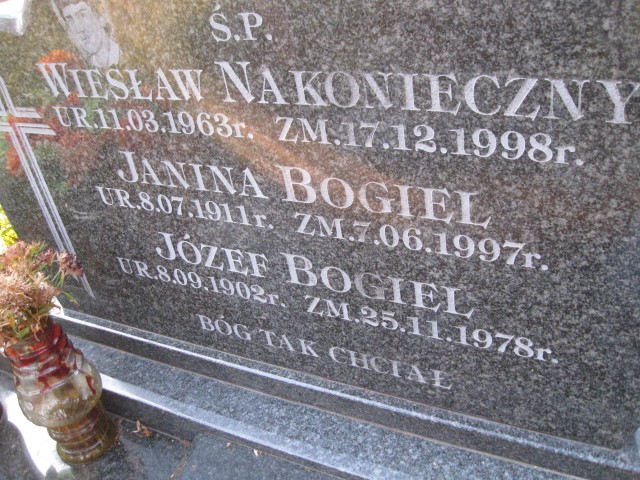 Ś.P.
WIESŁAW NAKONIECZNY
UR.11.03.1963r. ZM.17.12.1998r.
JANINA BOGIEL
UR.8.07.1911r. ZM.7.06.1997r.
JÓZEF BOGIEL
UR.8.09.1902r. ZM.25.11.1978r.
BÓG TAK CHCIAŁ